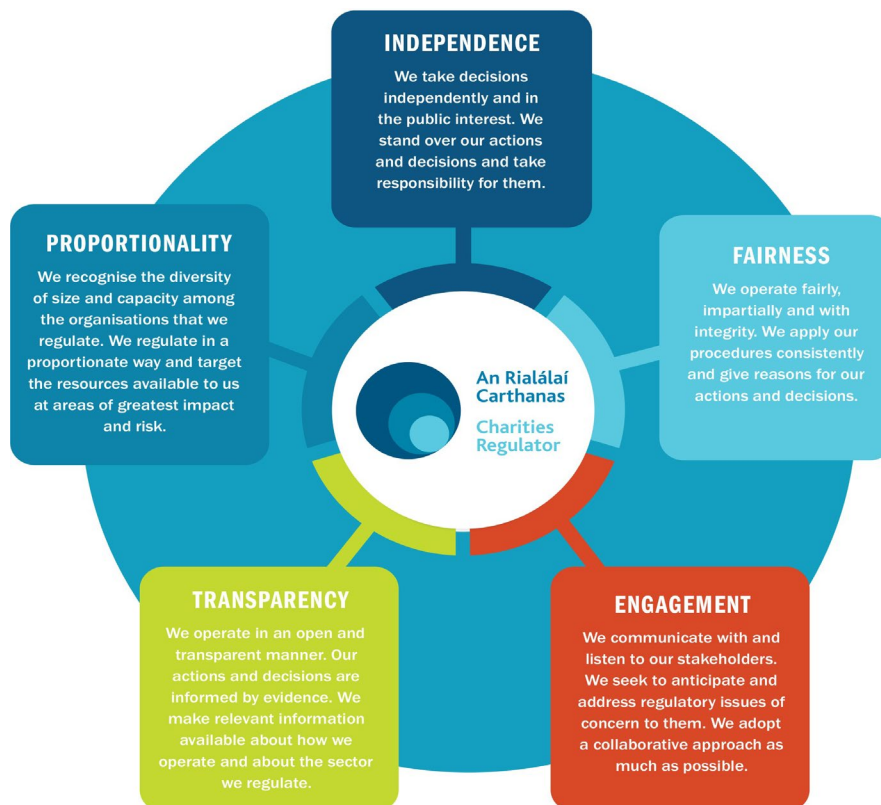 INDEPENDENCE
We take decisions
independently and in
the public interest. We
stand over our actions
and decisions and take
responsibility for them.
PROPORTIONALITY
We recognise the diversity
of size and capacity among
the organisations that we
regulate. We regulate in a
proportionate way and target
the resources available to us
at areas of greatest impact
and risk.
FAIRNESS
We operate fairly,
impartially and with
integrity. We apply our
procedures consistently
and give reasons for our
actions and decisions.
An Rialálaí
Carthanas
Charities
Regulator
TRANSPARENCY
We operate in an open and
transparent manner. Our
actions and decisions are
informed by evidence. We
make relevant information
available about how we
operate and about the sector
we regulate.
ENGAGEMENT
We communicate with and
listen to our stakeholders.
We seek to anticipate and
address regulatory issues of
concern to them. We adopt
a collaborative approach as
much as possible.